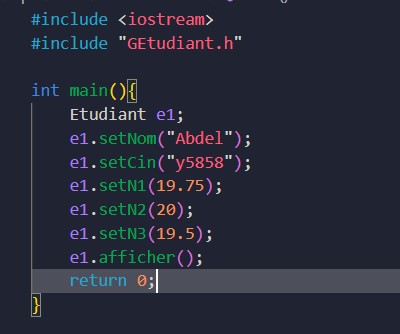 #include <iostream>
#include "GEtudiant.h"
int main(){
Etudiant e1;
e1.setNom("Abdel");
e1.setCin("y5858");
e1.setN1(19.75);
e1.setN2(20);
e1.setN3(19.5);
e1.afficher();
return 0;
}